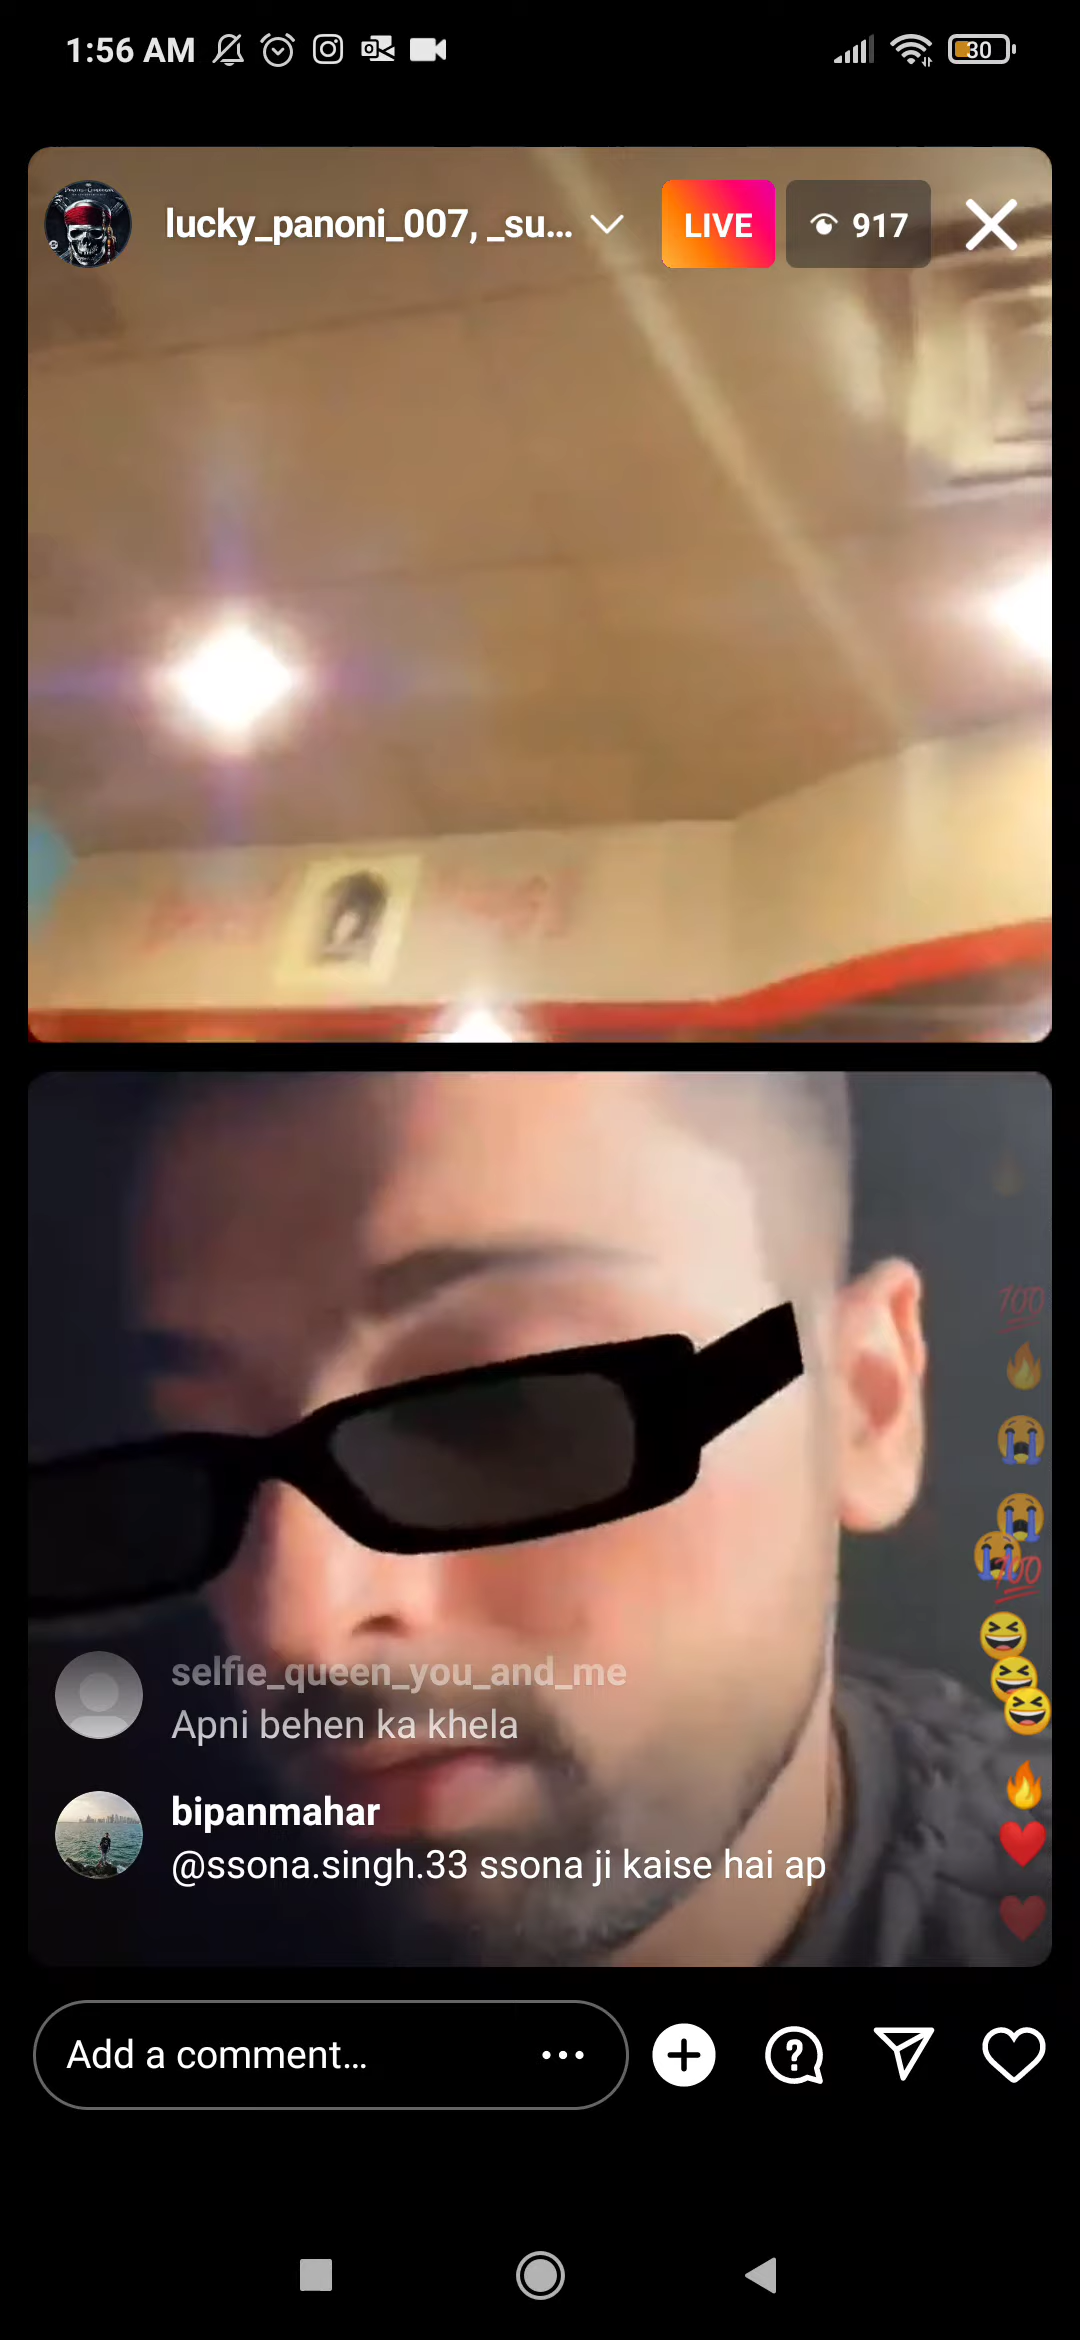 1:56 AM
30
lucky_panoni_007, _su...
LIVE
917
selfie_queen_you_and_me
Apni behen ka khela
bipanmahar
@ssona.singh.33 ssona ji kaise hai ap
Add a comment...